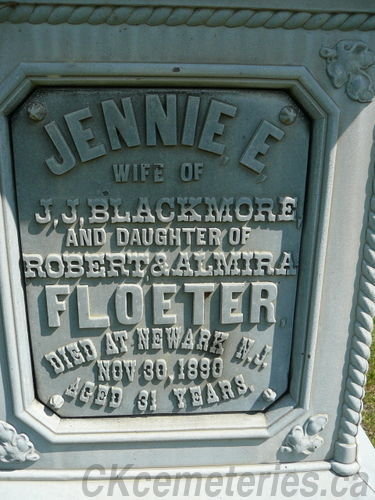 JENNIE, E,
WIFE OF
J, J, BLACKMORE
AND DAUGHTER OF
ROBERT, & ALMIRA
FLOETER
DIED AT NEWARK N.J.
NOV 30, 1890
AGED 31 YEARS.
CKcemeteries.ca